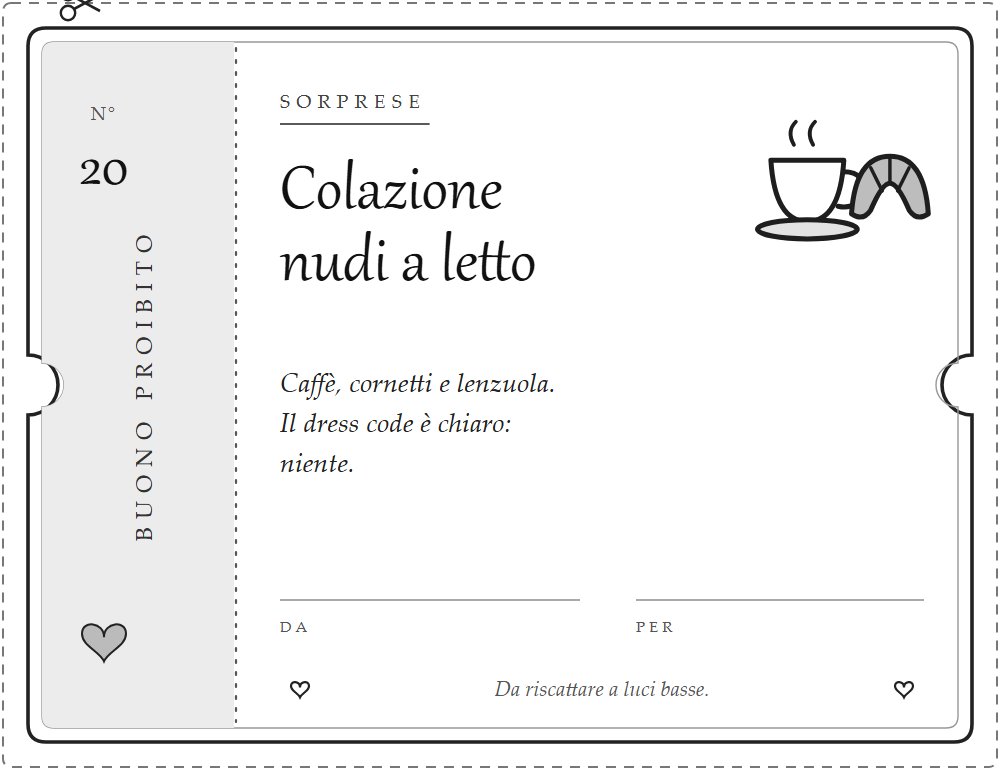 N°
20
BUONO PROIBITO
SORPRESE
Colazione
nudi a letto
Caffè, cornetti e lenzuola.
Il dress code è chiaro:
niente.
DA
PER
Da riscattare a luci basse.